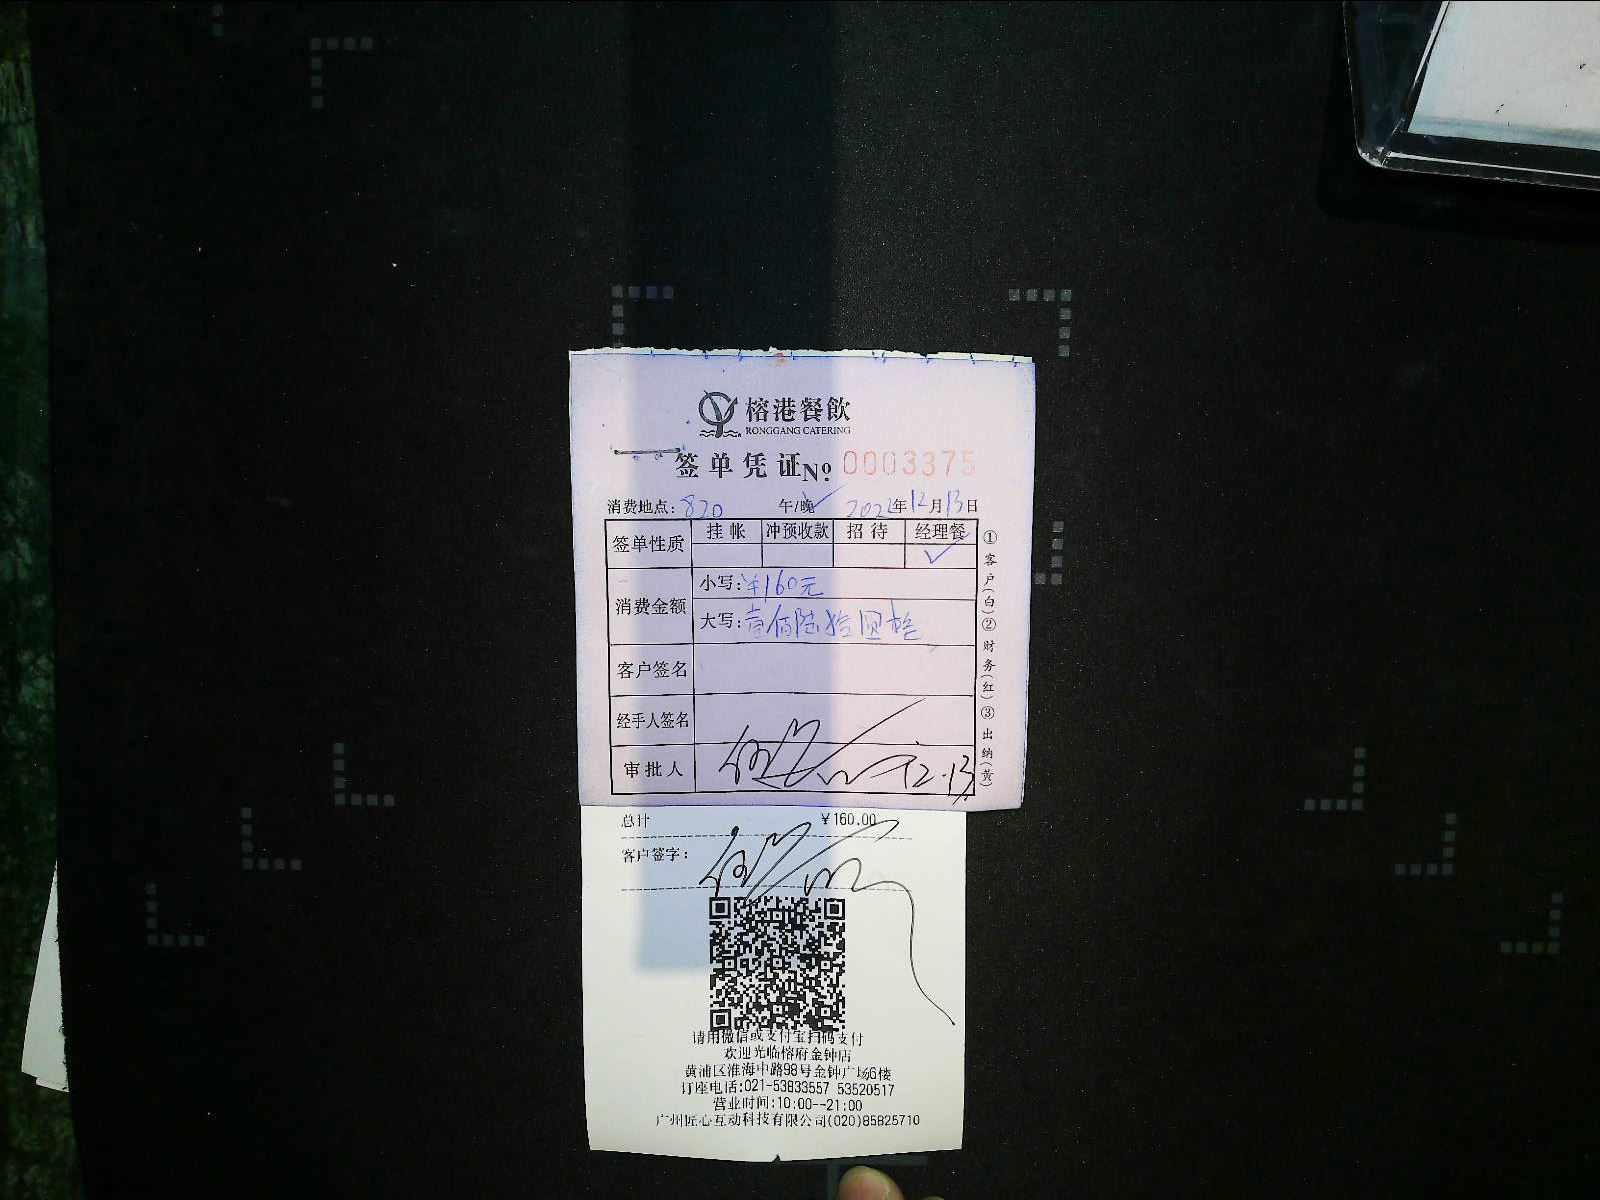 榕港餐飲
RONGGANG CATERING
签单凭证№ 0003375
消费地点：820 午/晚✓ 2022年12月13日
签单性质 挂帐 冲预收款 招待 经理餐
✓
消费金额 小写：¥160元
大写：壹佰陆拾圆整
客户签名
经手人签名
审批人 12.13
①客户(白)②财务(红)③出纳(黄)
总计 ¥160.00
客户签字：
请用微信或支付宝扫码支付
欢迎光临榕府金钟店
黄浦区淮海中路98号金钟广场6楼
订座电话:021-53833557 53520517
营业时间:10:00--21:00
广州匠心互动科技有限公司(020)85825710